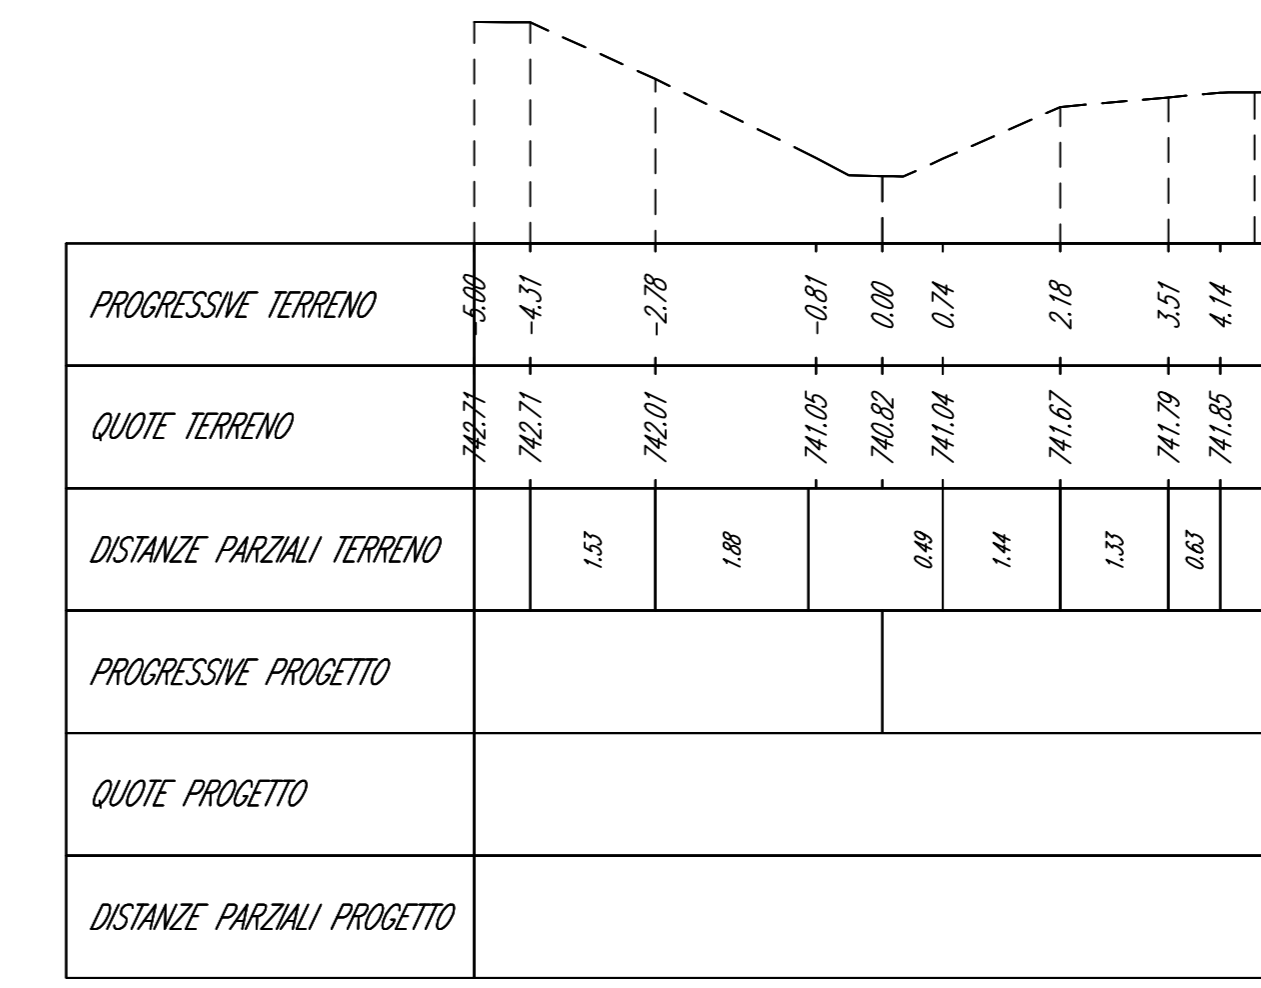 PROGRESSIVE TERRENO -5.00 -4.31 -2.78 -0.81 0.00 0.74 2.18 3.51 4.14
QUOTE TERRENO 742.71 742.71 742.01 741.05 740.82 741.04 741.67 741.79 741.85
DISTANZE PARZIALI TERRENO 1.53 1.88 0.49 1.44 1.33 0.63
PROGRESSIVE PROGETTO
QUOTE PROGETTO
DISTANZE PARZIALI PROGETTO